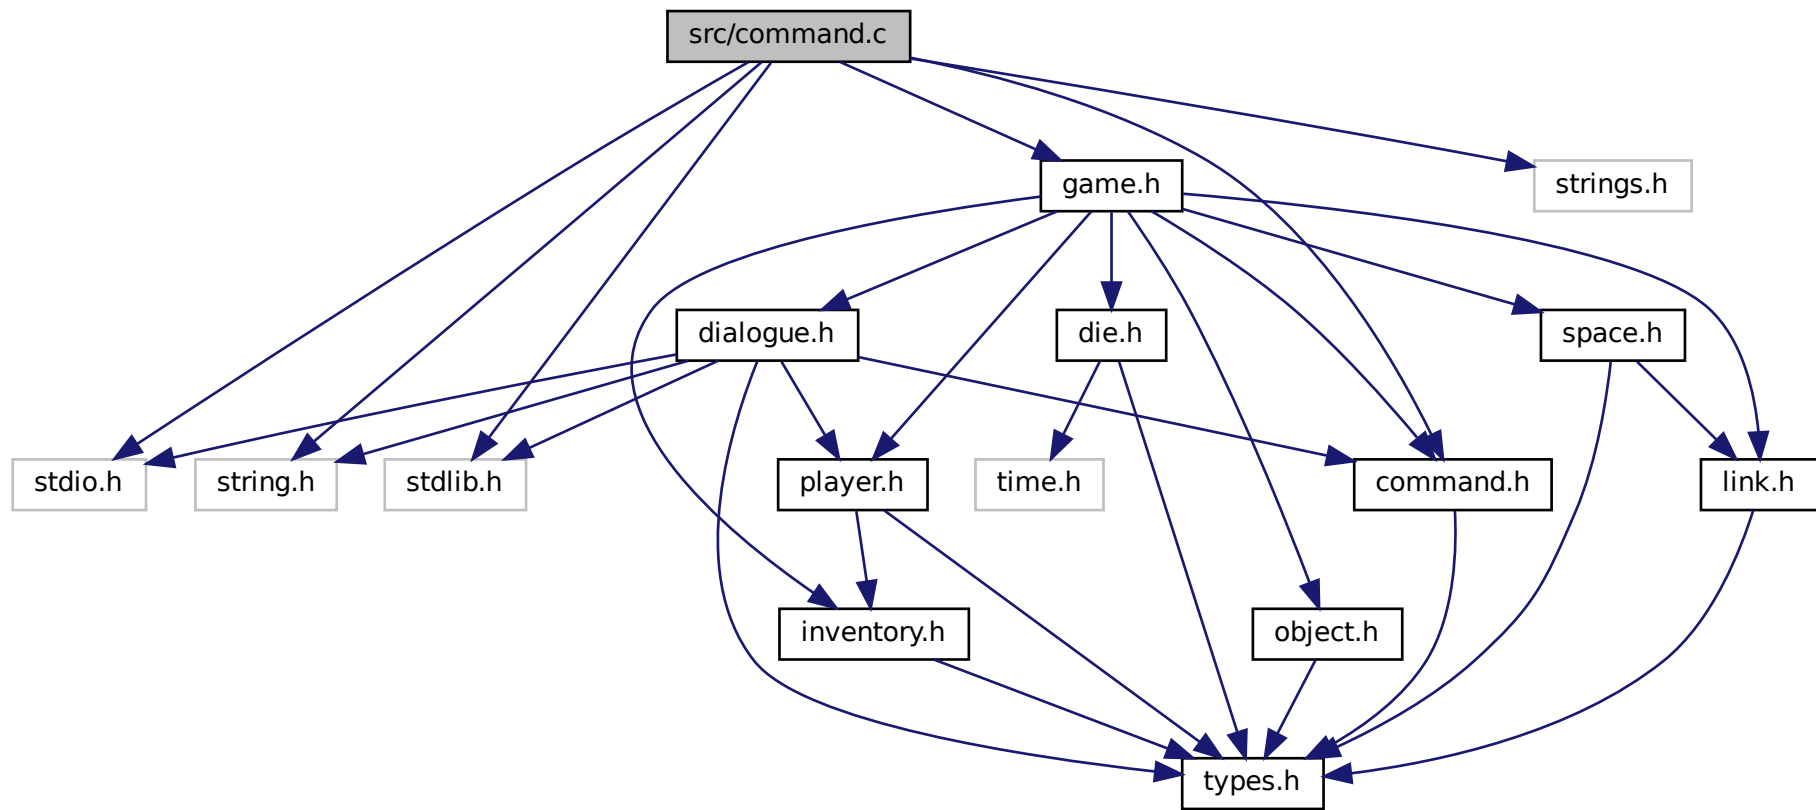 src/command.c
game.h
strings.h
dialogue.h
die.h
space.h
stdio.h
string.h
stdlib.h
player.h
time.h
command.h
link.h
inventory.h
object.h
types.h